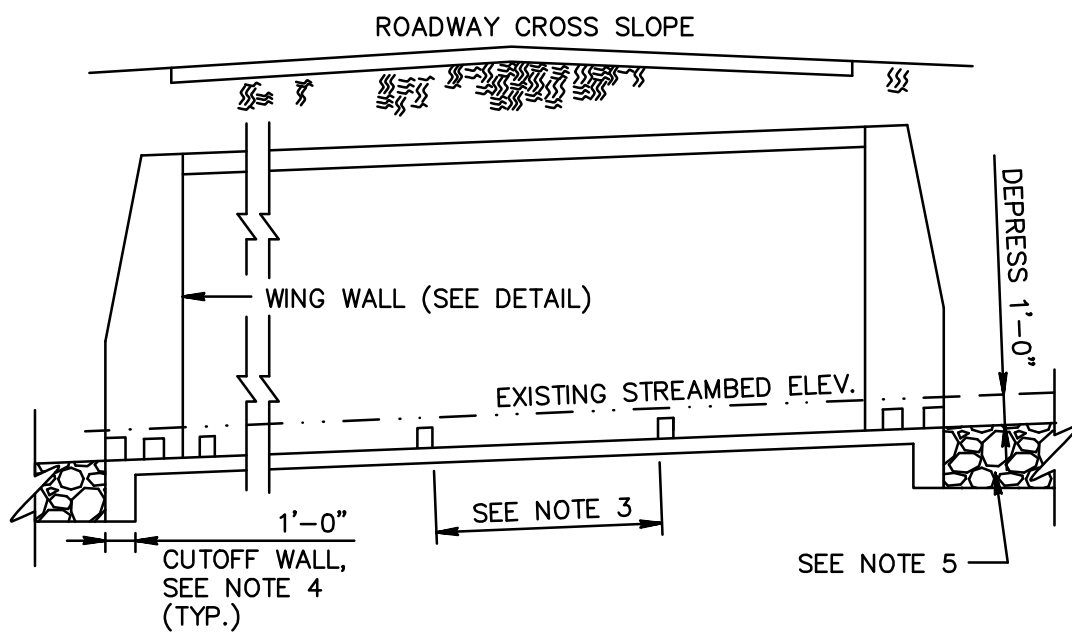 ROADWAY CROSS SLOPE
DEPRESS 1'-0"
WING WALL (SEE DETAIL)
EXISTING STREAMBED ELEV.
SEE NOTE 3
1'-0"
CUTOFF WALL,
SEE NOTE 4
(TYP.)
SEE NOTE 5